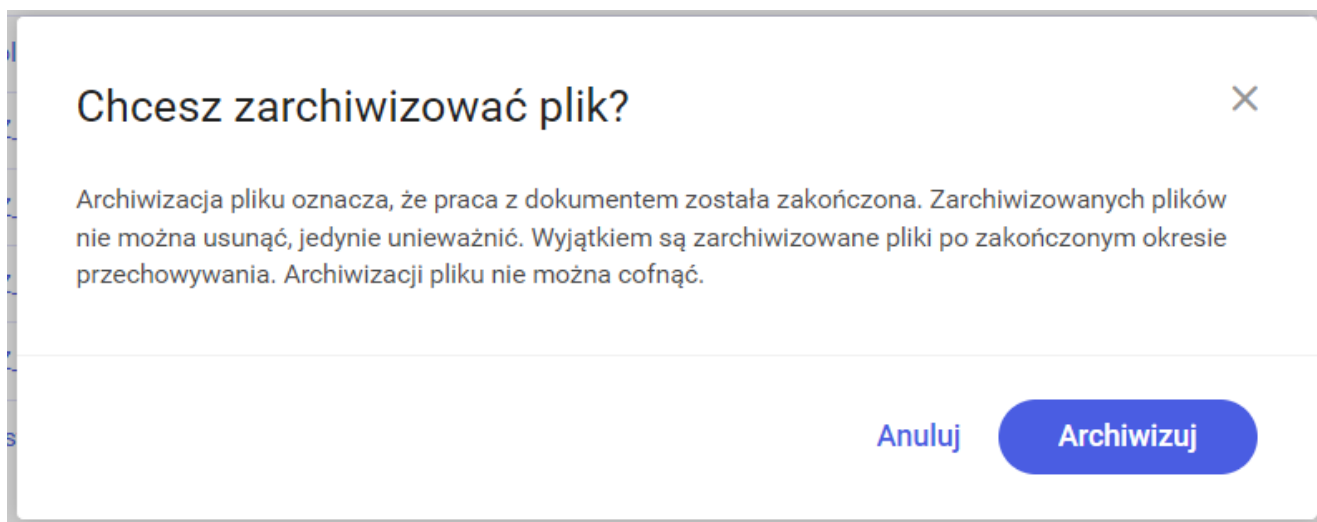 Chcesz zarchiwizować plik?
Archiwizacja pliku oznacza, że praca z dokumentem została zakończona. Zarchiwizowanych plików
nie można usunąć, jedynie unieważnić. Wyjątkiem są zarchiwizowane pliki po zakończonym okresie
przechowywania. Archiwizacji pliku nie można cofnąć.
Anuluj Archiwizuj